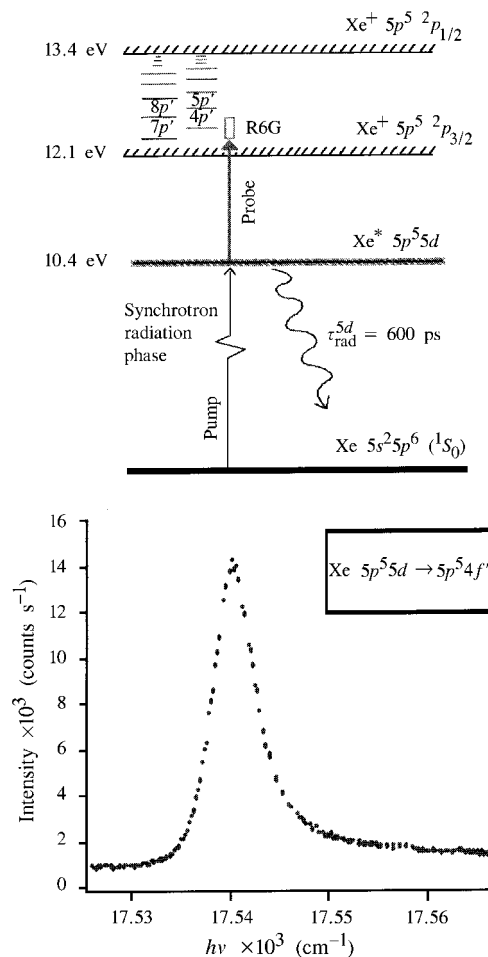 Xe⁺ 5p⁵ ²p₁/₂
13.4 eV
8p′ 5p′
7p′ 4p′
R6G
Xe⁺ 5p⁵ ²p₃/₂
12.1 eV
Probe
Xe* 5p⁵5d
10.4 eV
Synchrotron
radiation
phase
τ⁵ᵈrad = 600 ps
Pump
Xe 5s²5p⁶ (¹S₀)
16
14
12
10
8
6
4
2
0
Intensity ×10³ (counts s⁻¹)
Xe 5p⁵5d → 5p⁵4f′
17.53 17.54 17.55 17.56
hν ×10³ (cm⁻¹)